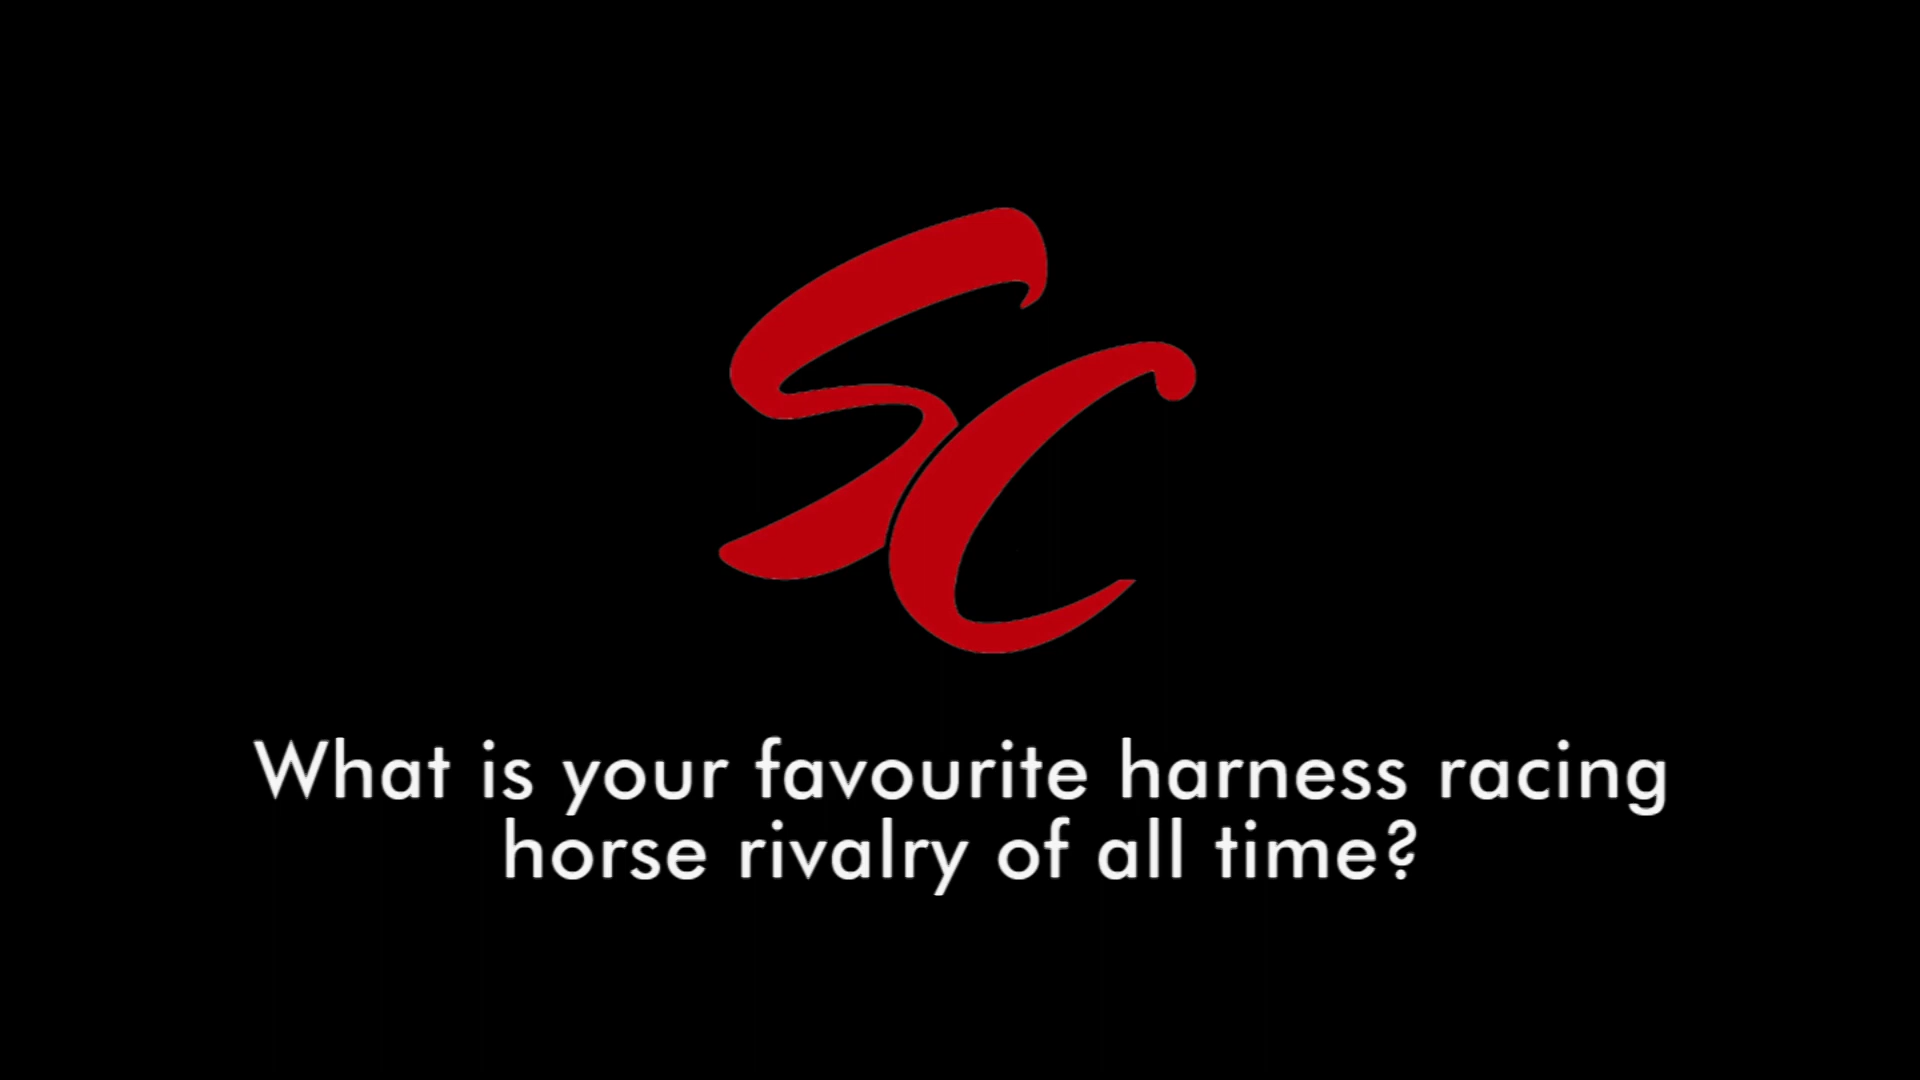 SC
What is your favourite harness racing
horse rivalry of all time?